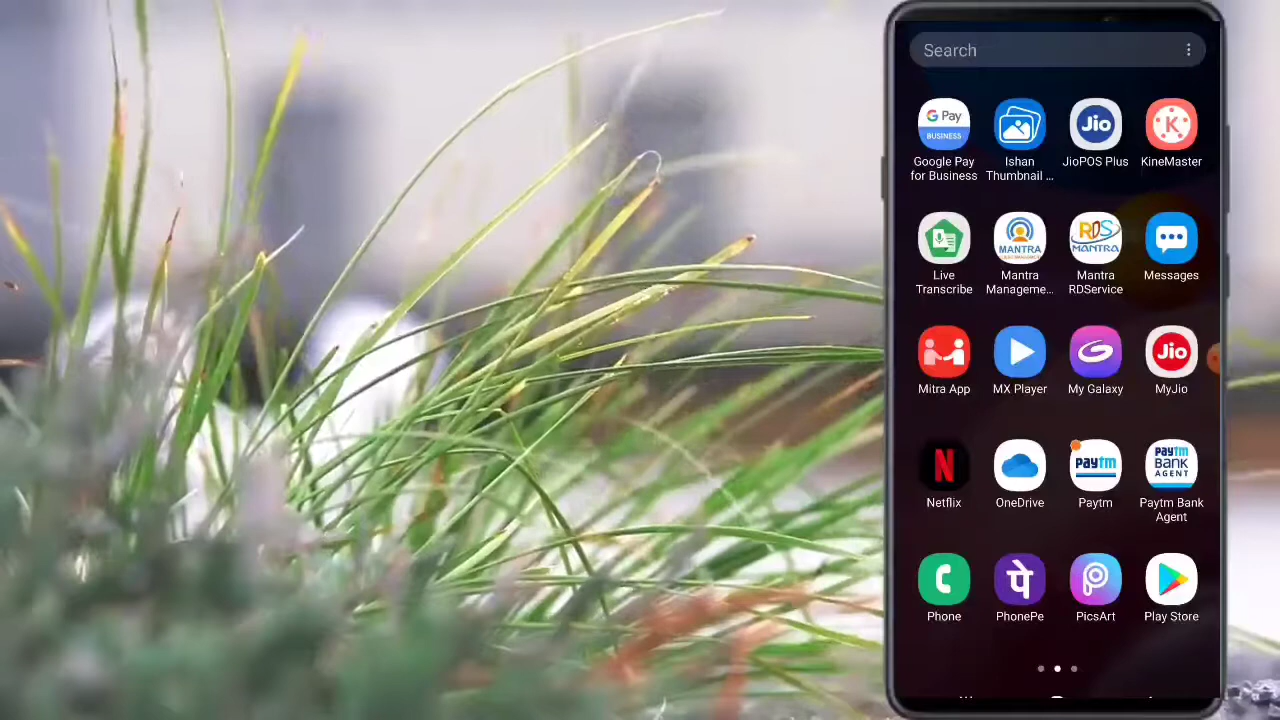 Search
G Pay
BUSINESS
Jio
K
Google Pay
for Business
Ishan
Thumbnail ...
JioPOS Plus
KineMaster
MANTRA
RDS
MANTRA
Live
Transcribe
Mantra
Manageme...
Mantra
RDService
Messages
Jio
Mitra App
MX Player
My Galaxy
MyJio
N
paytm
paytm
BANK
AGENT
Netflix
OneDrive
Paytm
Paytm Bank
Agent
पे
Phone
PhonePe
PicsArt
Play Store